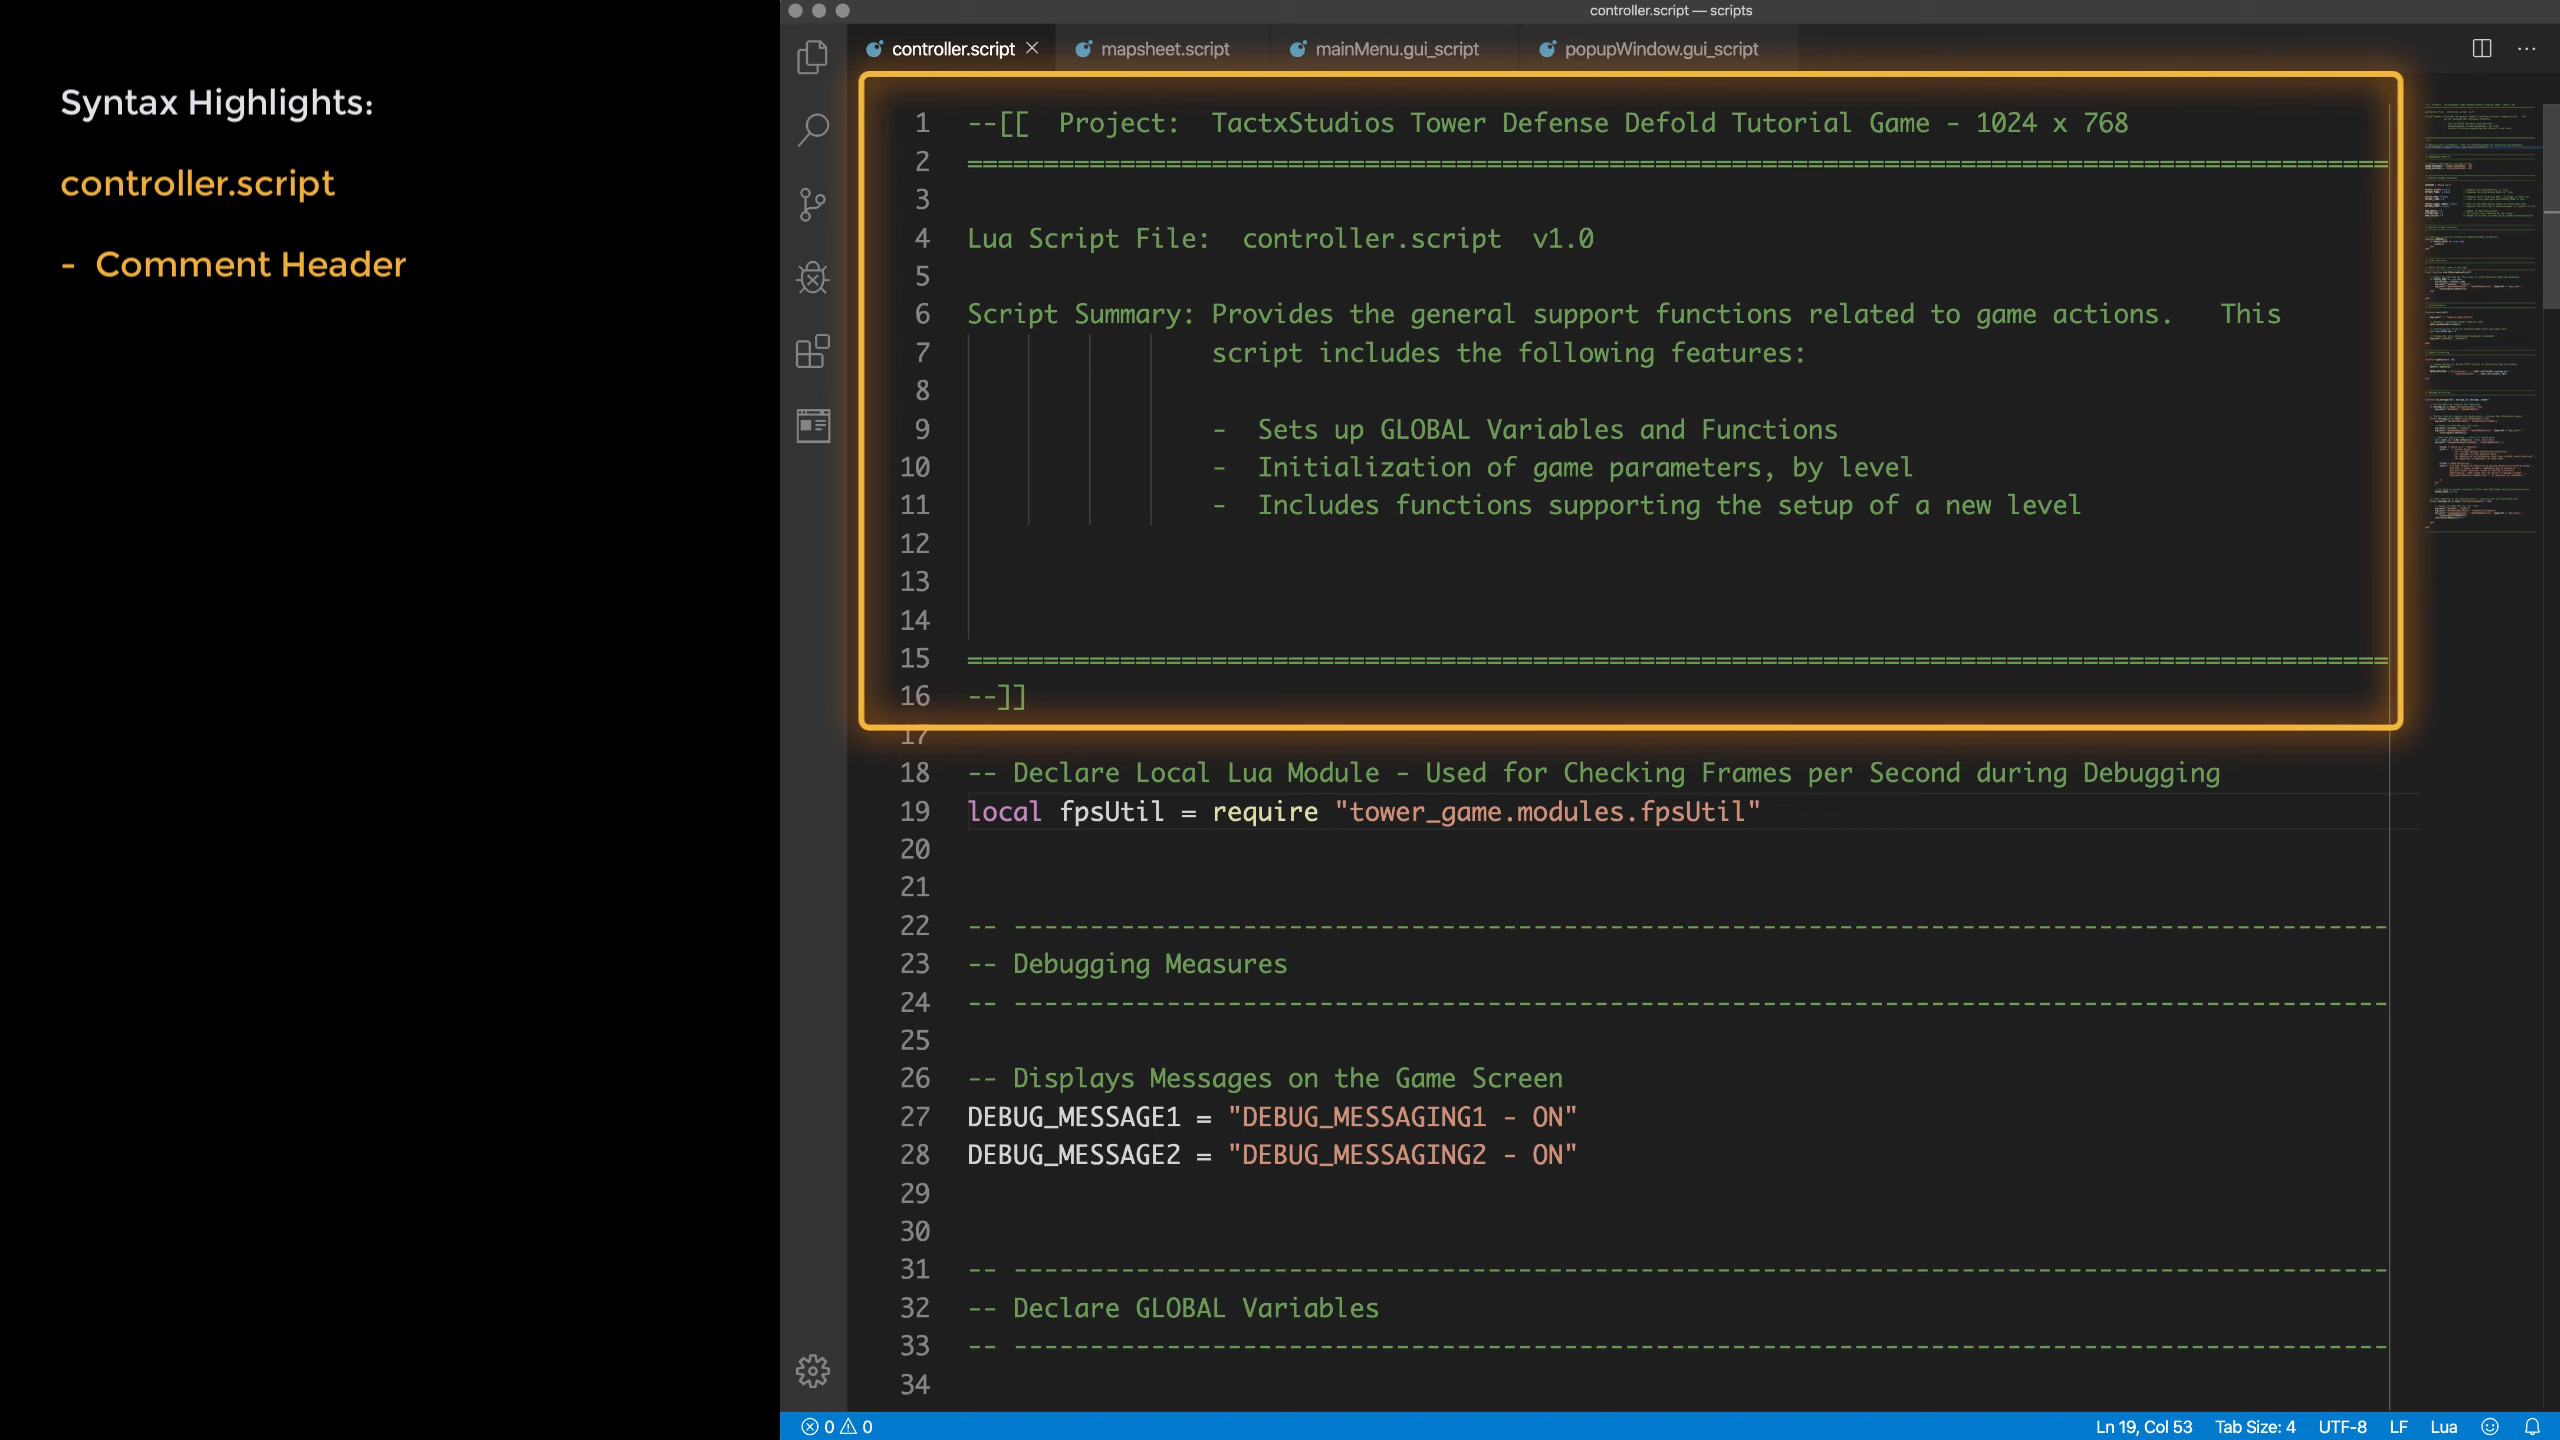 Syntax Highlights:
controller.script
- Comment Header
controller.script — scripts
controller.script mapsheet.script mainMenu.gui_script popupWindow.gui_script
1 --[[ Project: TactxStudios Tower Defense Defold Tutorial Game - 1024 x 768
2 =============================================================================================
3
4 Lua Script File: controller.script v1.0
5
6 Script Summary: Provides the general support functions related to game actions. This
7 script includes the following features:
8
9 - Sets up GLOBAL Variables and Functions
10 - Initialization of game parameters, by level
11 - Includes functions supporting the setup of a new level
12
13
14
15 =============================================================================================
16 --]]
17
18 -- Declare Local Lua Module - Used for Checking Frames per Second during Debugging
19 local fpsUtil = require "tower_game.modules.fpsUtil"
20
21
22 -- ------------------------------------------------------------------------------------------
23 -- Debugging Measures
24 -- ------------------------------------------------------------------------------------------
25
26 -- Displays Messages on the Game Screen
27 DEBUG_MESSAGE1 = "DEBUG_MESSAGING1 - ON"
28 DEBUG_MESSAGE2 = "DEBUG_MESSAGING2 - ON"
29
30
31 -- ------------------------------------------------------------------------------------------
32 -- Declare GLOBAL Variables
33 -- ------------------------------------------------------------------------------------------
34
0 0 Ln 19, Col 53 Tab Size: 4 UTF-8 LF Lua